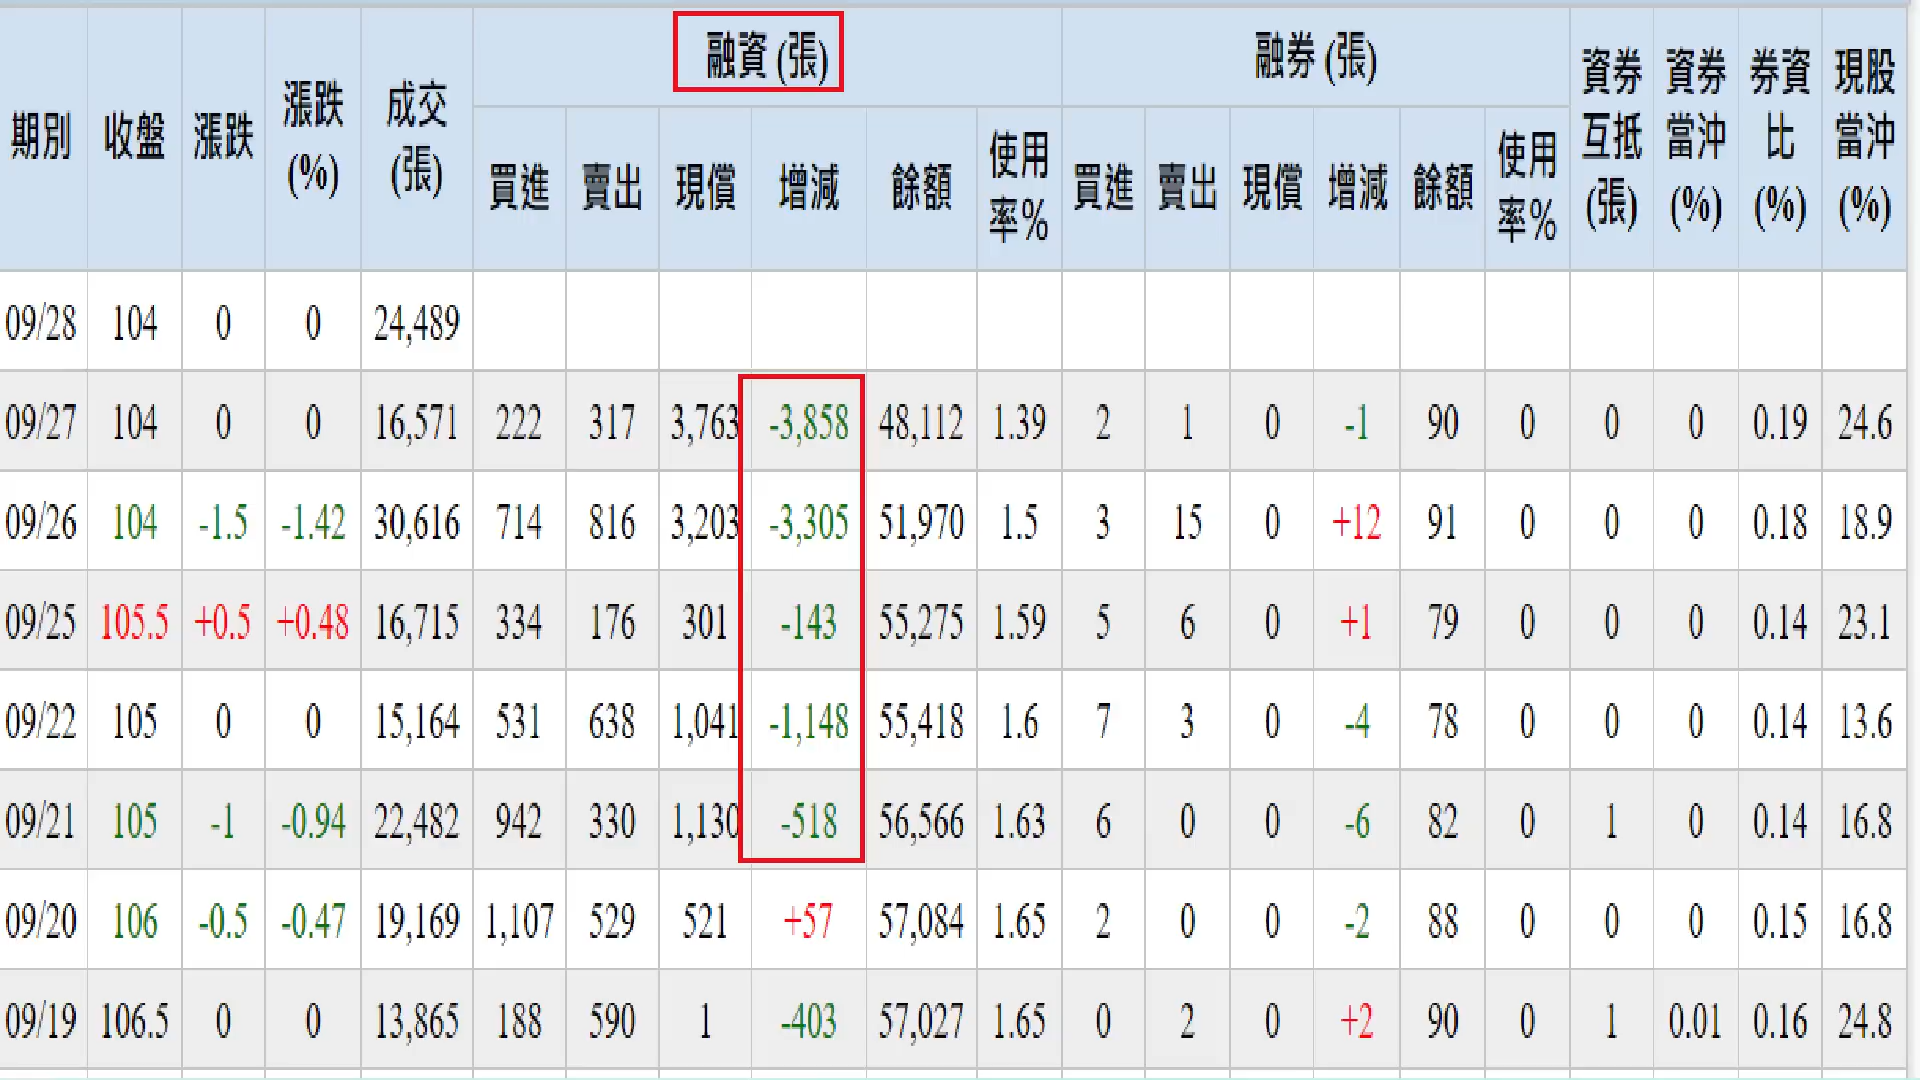 期別 收盤 漲跌 漲跌(%) 成交(張) 融資 (張) 融券 (張) 資券互抵(張) 資券當沖(%) 券資比(%) 現股當沖(%)
買進 賣出 現償 增減 餘額 使用率% 買進 賣出 現償 增減 餘額 使用率%
09/28 104 0 0 24,489
09/27 104 0 0 16,571 222 317 3,763 -3,858 48,112 1.39 2 1 0 -1 90 0 0 0 0.19 24.6
09/26 104 -1.5 -1.42 30,616 714 816 3,203 -3,305 51,970 1.5 3 15 0 +12 91 0 0 0 0.18 18.9
09/25 105.5 +0.5 +0.48 16,715 334 176 301 -143 55,275 1.59 5 6 0 +1 79 0 0 0 0.14 23.1
09/22 105 0 0 15,164 531 638 1,041 -1,148 55,418 1.6 7 3 0 -4 78 0 0 0 0.14 13.6
09/21 105 -1 -0.94 22,482 942 330 1,130 -518 56,566 1.63 6 0 0 -6 82 0 1 0 0.14 16.8
09/20 106 -0.5 -0.47 19,169 1,107 529 521 +57 57,084 1.65 2 0 0 -2 88 0 0 0 0.15 16.8
09/19 106.5 0 0 13,865 188 590 1 -403 57,027 1.65 0 2 0 +2 90 0 1 0.01 0.16 24.8